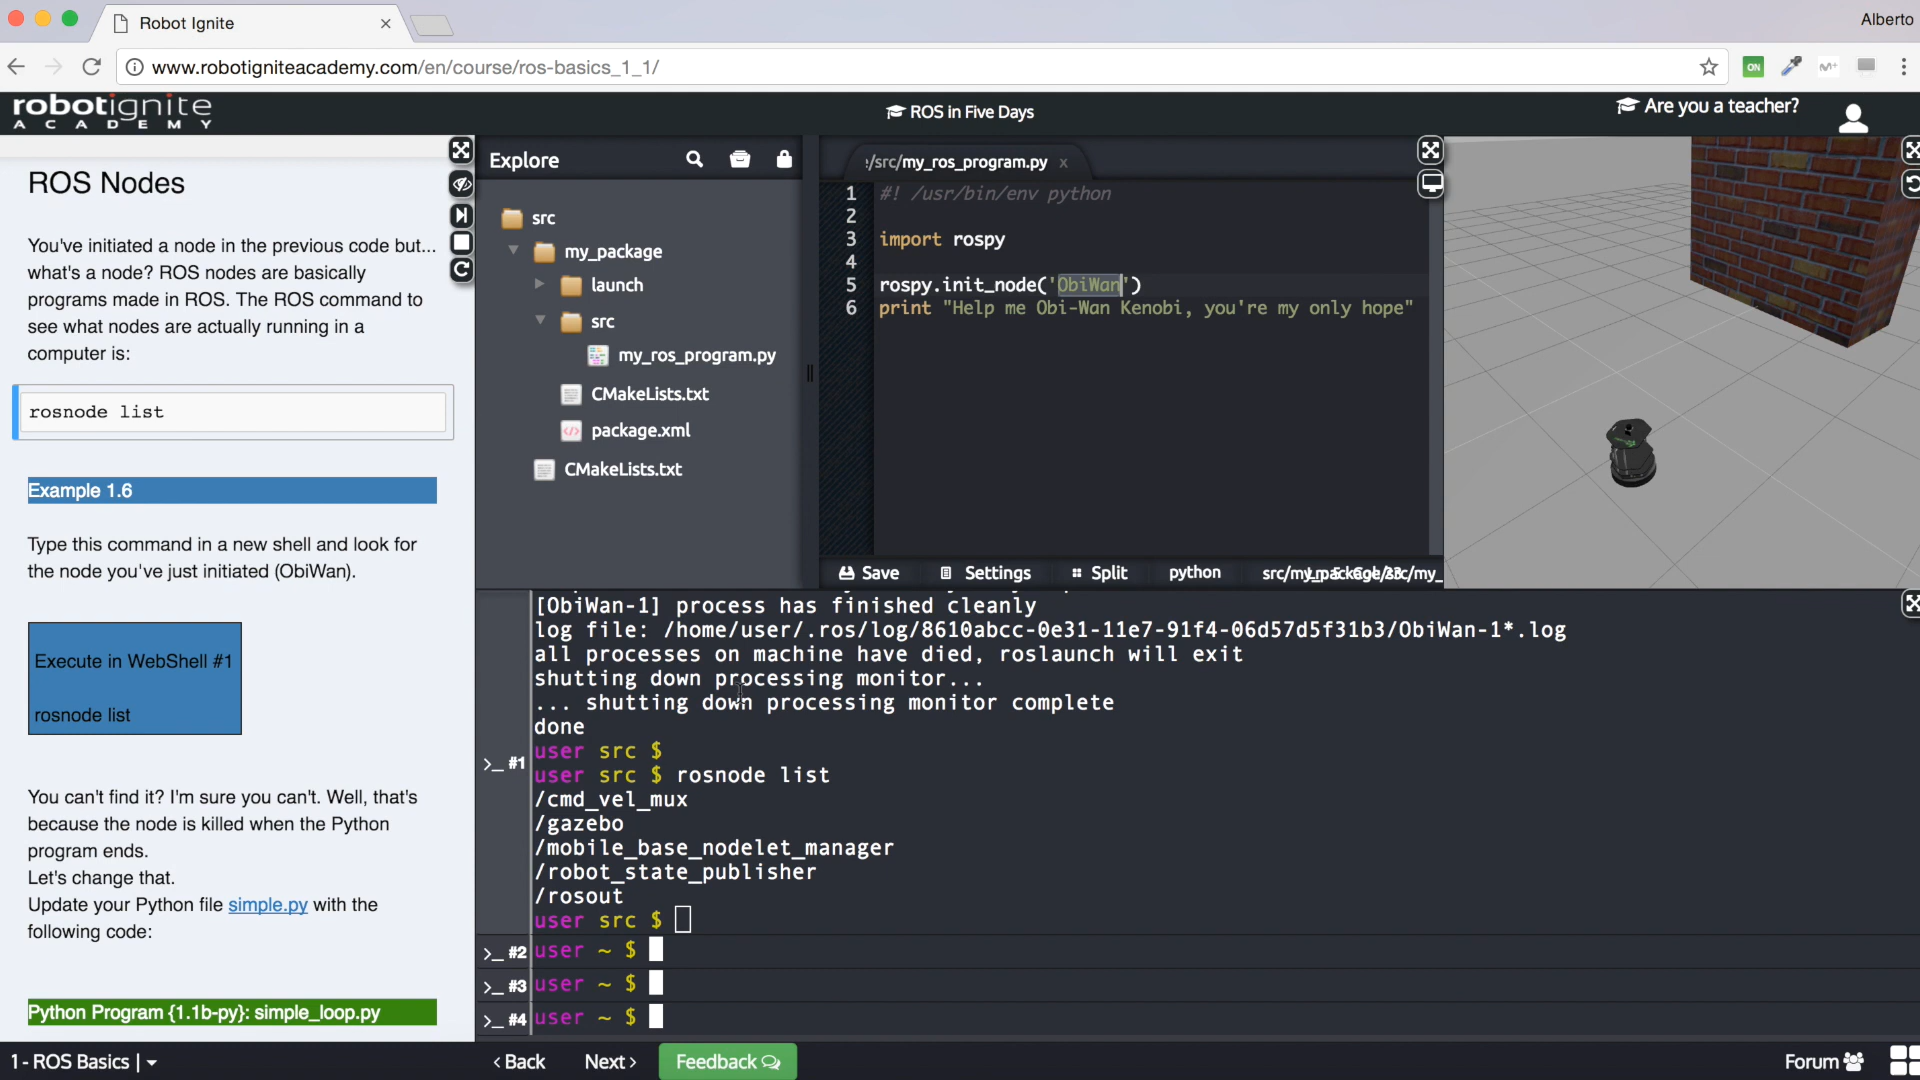 Robot Ignite
Alberto
www.robotigniteacademy.com/en/course/ros-basics_1_1/
ON
robotignite
ACADEMY
ROS in Five Days
Are you a teacher?
ROS Nodes
You've initiated a node in the previous code but...
what's a node? ROS nodes are basically
programs made in ROS. The ROS command to
see what nodes are actually running in a
computer is:
rosnode list
Example 1.6
Type this command in a new shell and look for
the node you've just initiated (ObiWan).
Execute in WebShell #1
rosnode list
You can't find it? I'm sure you can't. Well, that's
because the node is killed when the Python
program ends.
Let's change that.
Update your Python file simple.py with the
following code:
Python Program {1.1b-py}: simple_loop.py
Explore
src
my_package
launch
src
my_ros_program.py
CMakeLists.txt
package.xml
CMakeLists.txt
:/src/my_ros_program.py x
1 #! /usr/bin/env python
2
3 import rospy
4
5 rospy.init_node('ObiWan')
6 print "Help me Obi-Wan Kenobi, you're my only hope"
Save Settings Split python
[ObiWan-1] process has finished cleanly
log file: /home/user/.ros/log/8610abcc-0e31-11e7-91f4-06d57d5f31b3/ObiWan-1*.log
all processes on machine have died, roslaunch will exit
shutting down processing monitor...
... shutting down processing monitor complete
done
user src $
>_ #1 user src $ rosnode list
/cmd_vel_mux
/gazebo
/mobile_base_nodelet_manager
/robot_state_publisher
/rosout
user src $
>_ #2 user ~ $
>_ #3 user ~ $
>_ #4 user ~ $
1 - ROS Basics |
< Back Next > Feedback
Forum